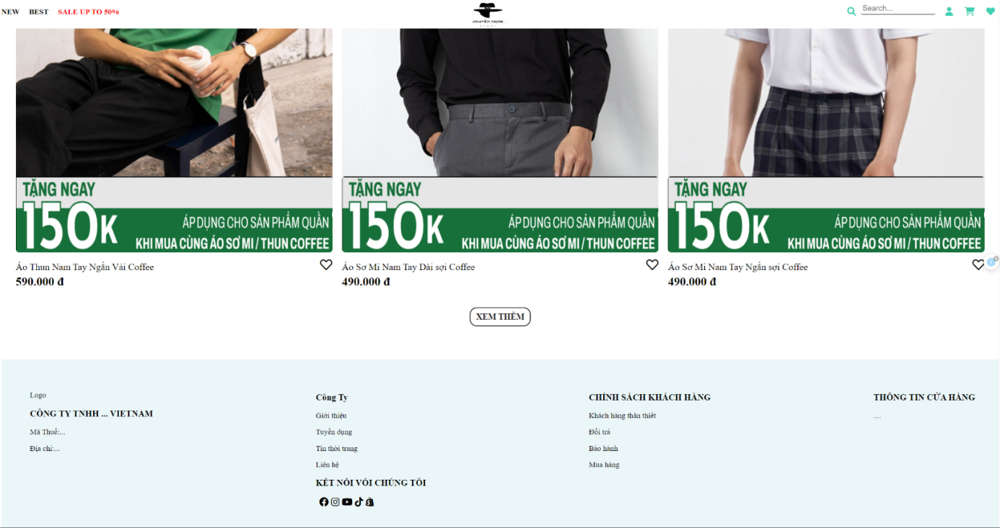 NEW BEST SALE UP TO 50%
NGUYỄN THỊNH
Search...
TẶNG NGAY
150K
ÁP DỤNG CHO SẢN PHẨM QUẦN
KHI MUA CÙNG ÁO SƠ MI / THUN COFFEE
TẶNG NGAY
150K
ÁP DỤNG CHO SẢN PHẨM QUẦN
KHI MUA CÙNG ÁO SƠ MI / THUN COFFEE
TẶNG NGAY
150K
ÁP DỤNG CHO SẢN PHẨM QUẦN
KHI MUA CÙNG ÁO SƠ MI / THUN COFFEE
Áo Thun Nam Tay Ngắn Vải Coffee
590.000 đ
Áo Sơ Mi Nam Tay Dài sợi Coffee
490.000 đ
Áo Sơ Mi Nam Tay Ngắn sợi Coffee
490.000 đ
XEM THÊM
Logo
CÔNG TY TNHH ... VIETNAM
Mã Thuế:...
Địa chỉ:...
Công Ty
Giới thiệu
Tuyển dụng
Tin thời trang
Liên hệ
KẾT NỐI VỚI CHÚNG TÔI
CHÍNH SÁCH KHÁCH HÀNG
Khách hàng thân thiết
Đổi trả
Bảo hành
Mua hàng
THÔNG TIN CỬA HÀNG
....